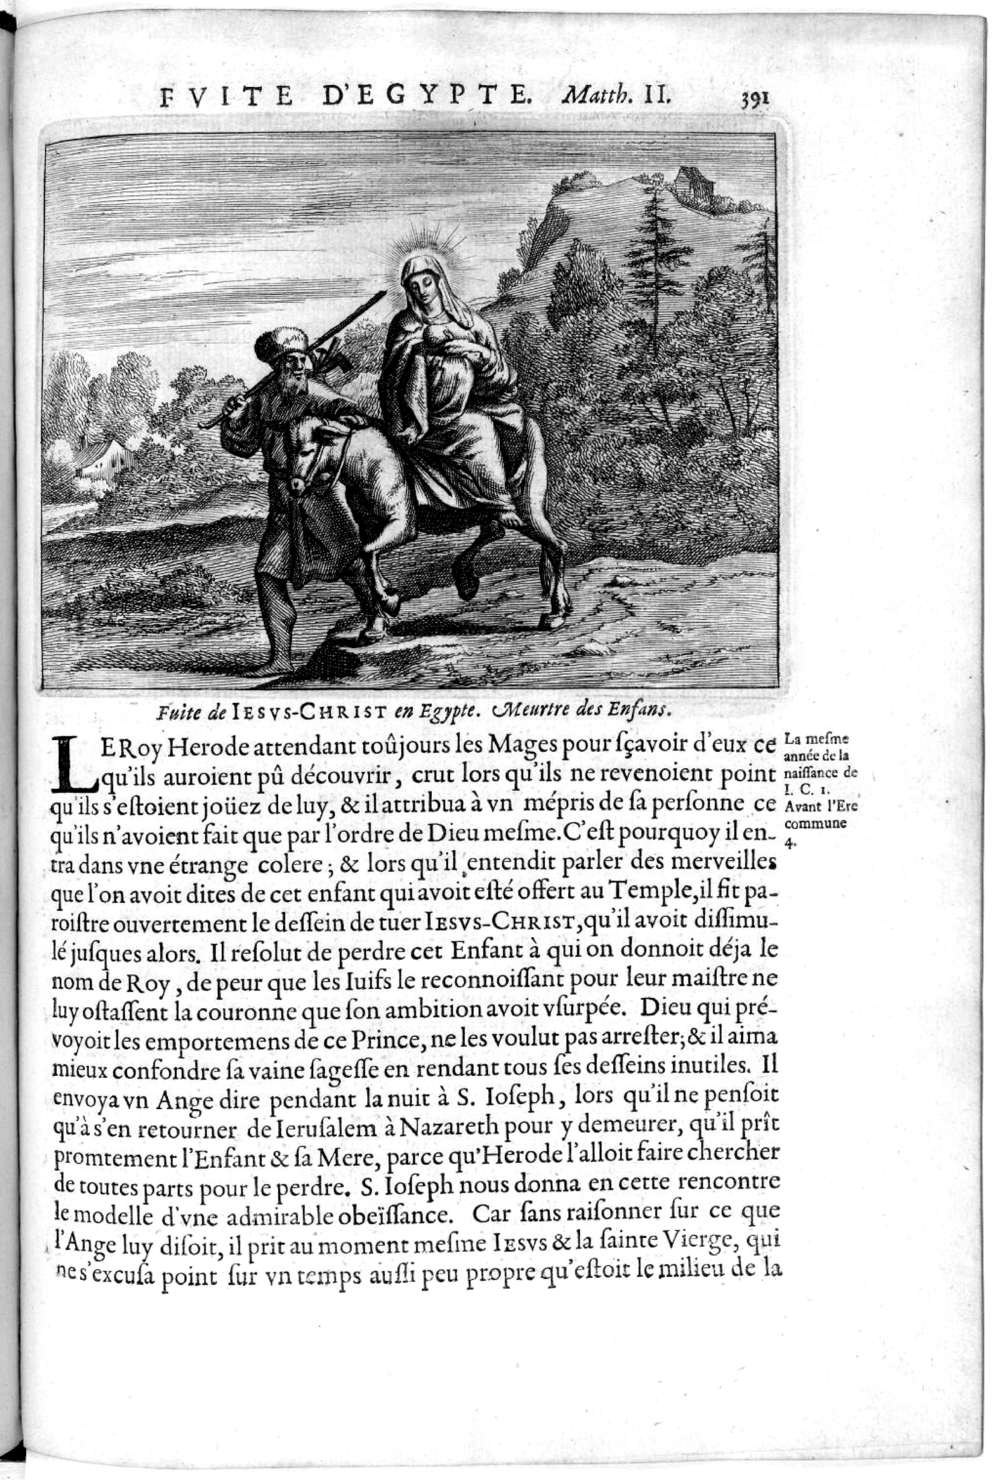 FVITE D'EGYPTE. Matth. II. 391
Fuite de IESVS-CHRIST en Egypte. Meurtre des Enfans.
LE Roy Herode attendant toûjours les Mages pour ſçavoir d'eux ce
qu'ils auroient pû découvrir, crut lors qu'ils ne revenoient point
qu'ils s'eſtoient joüez de luy, & il attribua à vn mépris de ſa perſonne ce
qu'ils n'avoient fait que par l'ordre de Dieu meſme. C'eſt pourquoy il en-
tra dans vne étrange colere; & lors qu'il entendit parler des merveilles
que l'on avoit dites de cet enfant qui avoit eſté offert au Temple, il fit pa-
roiſtre ouvertement le deſſein de tuer IESVS-CHRIST, qu'il avoit diſſimu-
lé juſques alors. Il reſolut de perdre cet Enfant à qui on donnoit déja le
nom de Roy, de peur que les Iuifs le reconnoiſſant pour leur maiſtre ne
luy oſtaſſent la couronne que ſon ambition avoit vſurpée. Dieu qui pré-
voyoit les emportemens de ce Prince, ne les voulut pas arreſter; & il aima
mieux confondre ſa vaine ſageſſe en rendant tous ſes deſſeins inutiles. Il
envoya vn Ange dire pendant la nuit à S. Ioſeph, lors qu'il ne penſoit
qu'à s'en retourner de Ieruſalem à Nazareth pour y demeurer, qu'il prît
promtement l'Enfant & ſa Mere, parce qu'Herode l'alloit faire chercher
de toutes parts pour le perdre. S. Ioſeph nous donna en cette rencontre
le modelle d'vne admirable obeïſſance. Car ſans raiſonner ſur ce que
l'Ange luy diſoit, il prit au moment meſme IESVS & la ſainte Vierge, qui
ne s'excuſa point ſur vn temps auſſi peu propre qu'eſtoit le milieu de la
La meſme
année de la
naiſſance de
I. C. 1.
Avant l'Ere
commune
4.